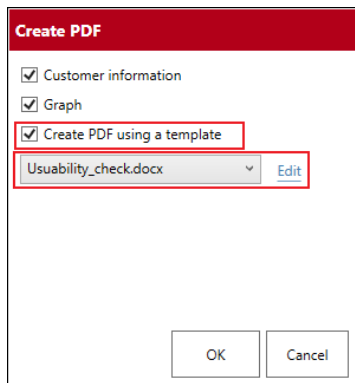 Create PDF
Customer information
Graph
Create PDF using a template
Usuability_check.docx Edit
OK Cancel